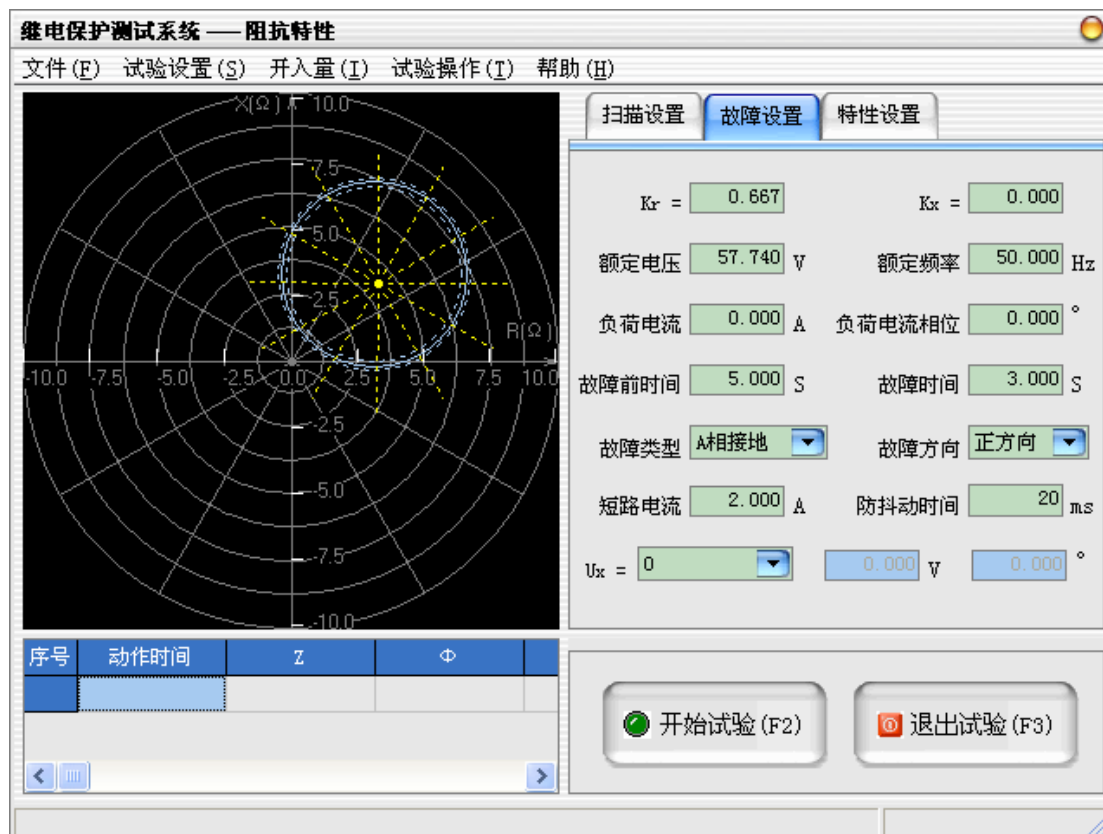 继电保护测试系统 —— 阻抗特性
文件(F) 试验设置(S) 开入量(I) 试验操作(T) 帮助(H)
X(Ω) 10.0
7.5
5.0
2.5
R(Ω)
-10.0 -7.5 -5.0 -2.5 0.0 2.5 5.0 7.5 10.0
-2.5
-5.0
-7.5
-10.0
扫描设置 故障设置 特性设置
Kr = 0.667 Kx = 0.000
额定电压 57.740 V 额定频率 50.000 Hz
负荷电流 0.000 A 负荷电流相位 0.000 °
故障前时间 5.000 S 故障时间 3.000 S
故障类型 A相接地 故障方向 正方向
短路电流 2.000 A 防抖动时间 20 ms
Ux = 0 0.000 V 0.000 °
序号 动作时间 Z Φ
开始试验(F2) 退出试验(F3)